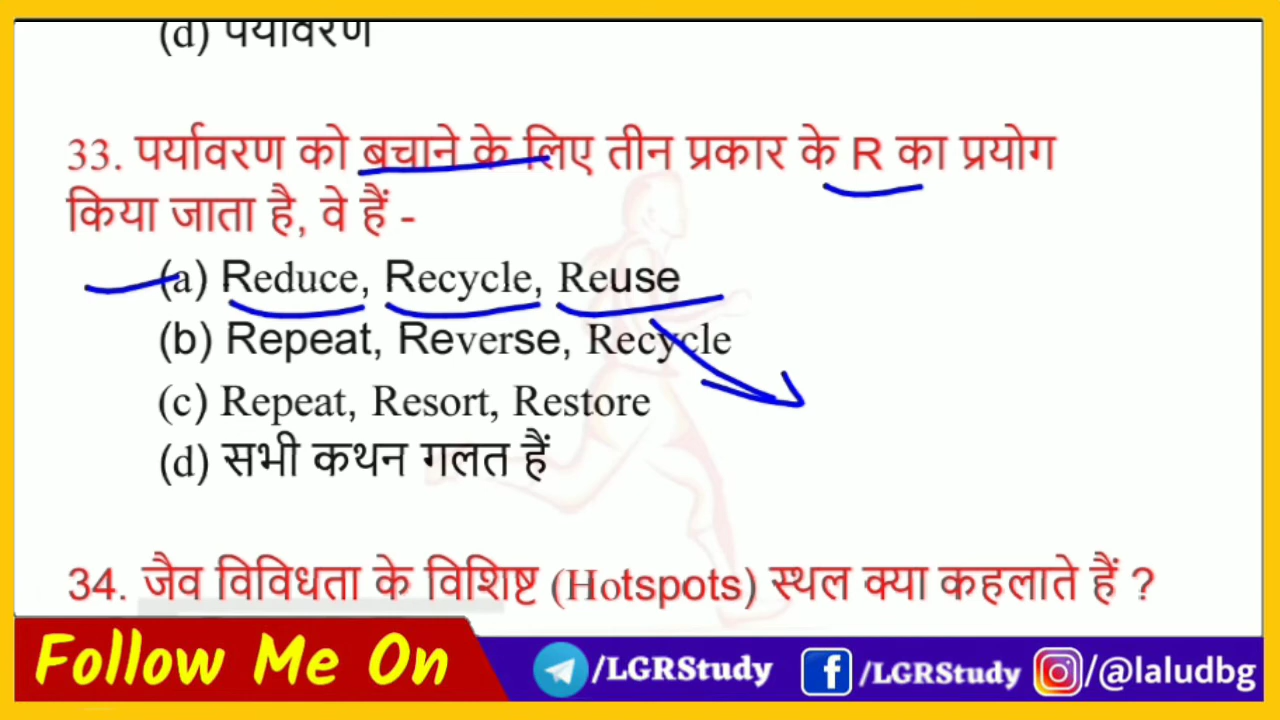 (d) पर्यावरण
33. पर्यावरण को बचाने के लिए तीन प्रकार के R का प्रयोग
किया जाता है, वे हैं -
(a) Reduce, Recycle, Reuse
(b) Repeat, Reverse, Recycle
(c) Repeat, Resort, Restore
(d) सभी कथन गलत हैं
34. जैव विविधता के विशिष्ट (Hotspots) स्थल क्या कहलाते हैं ?
Follow Me On /LGRStudy /LGRStudy /@laludbg